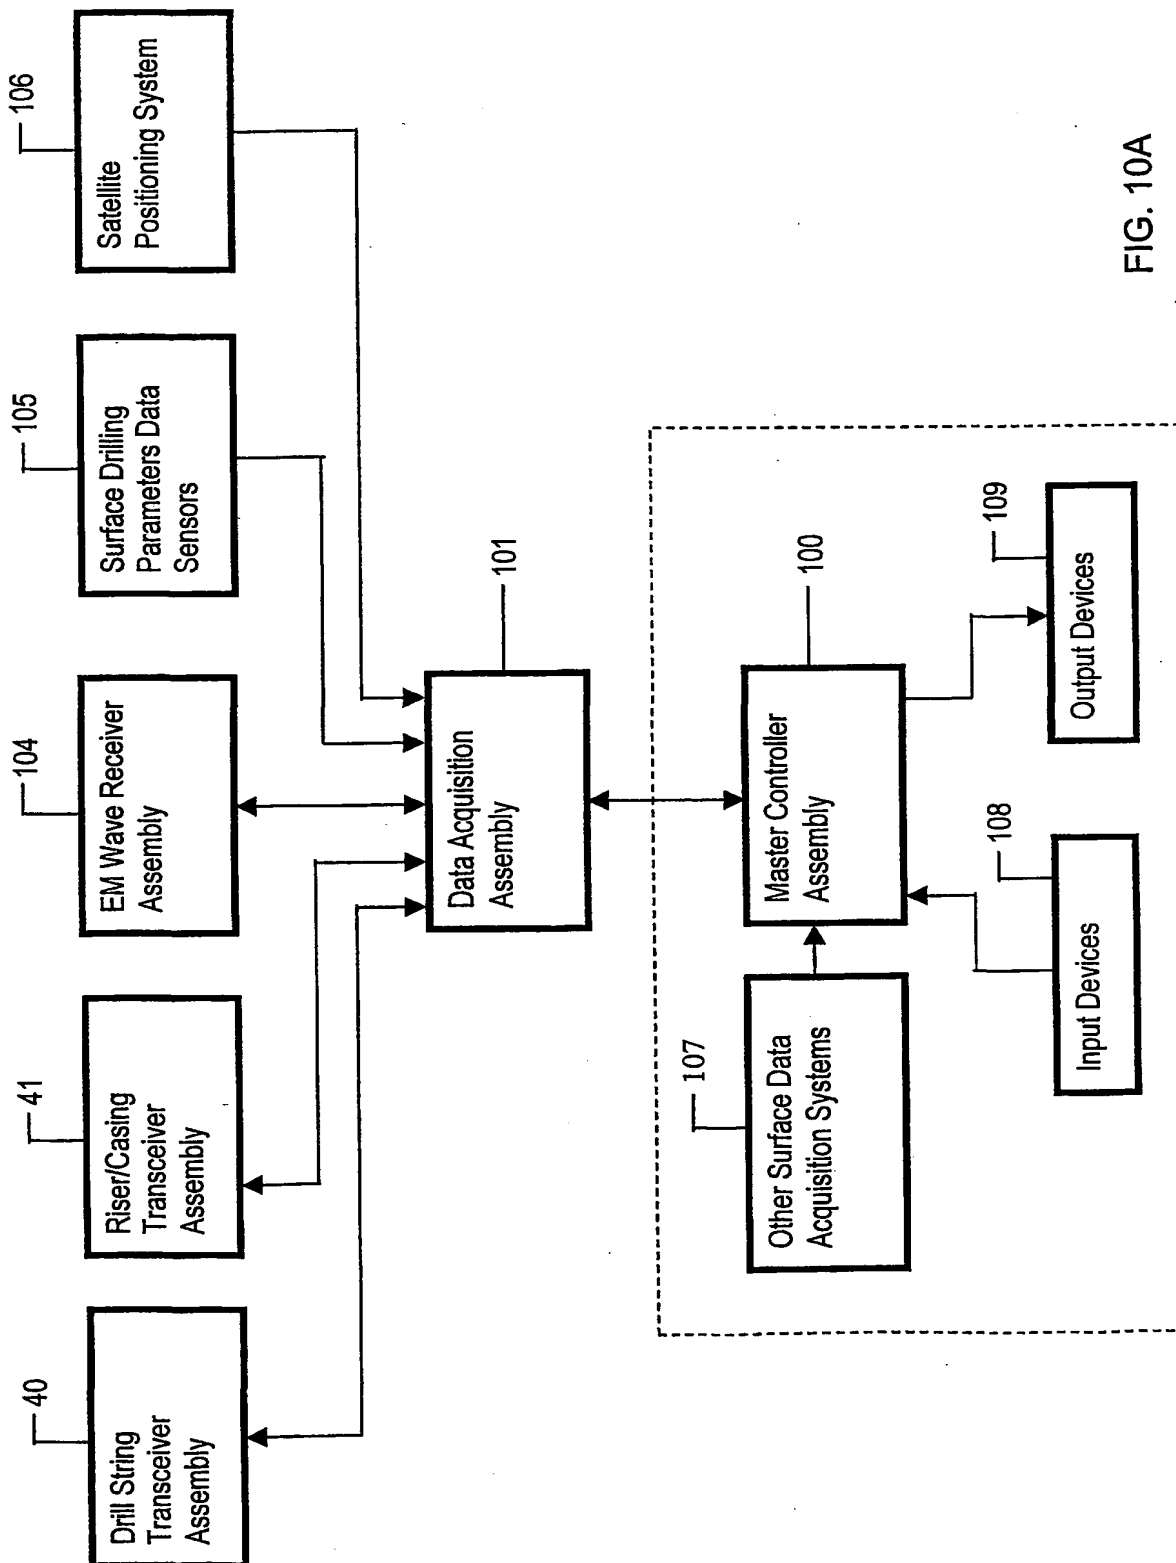 40
Drill String
Transceiver
Assembly
41
Riser/Casing
Transceiver
Assembly
104
EM Wave Receiver
Assembly
105
Surface Drilling
Parameters Data
Sensors
106
Satellite
Positioning System
101
Data Acquisition
Assembly
107
Other Surface Data
Acquisition Systems
100
Master Controller
Assembly
108
Input Devices
109
Output Devices
FIG. 10A